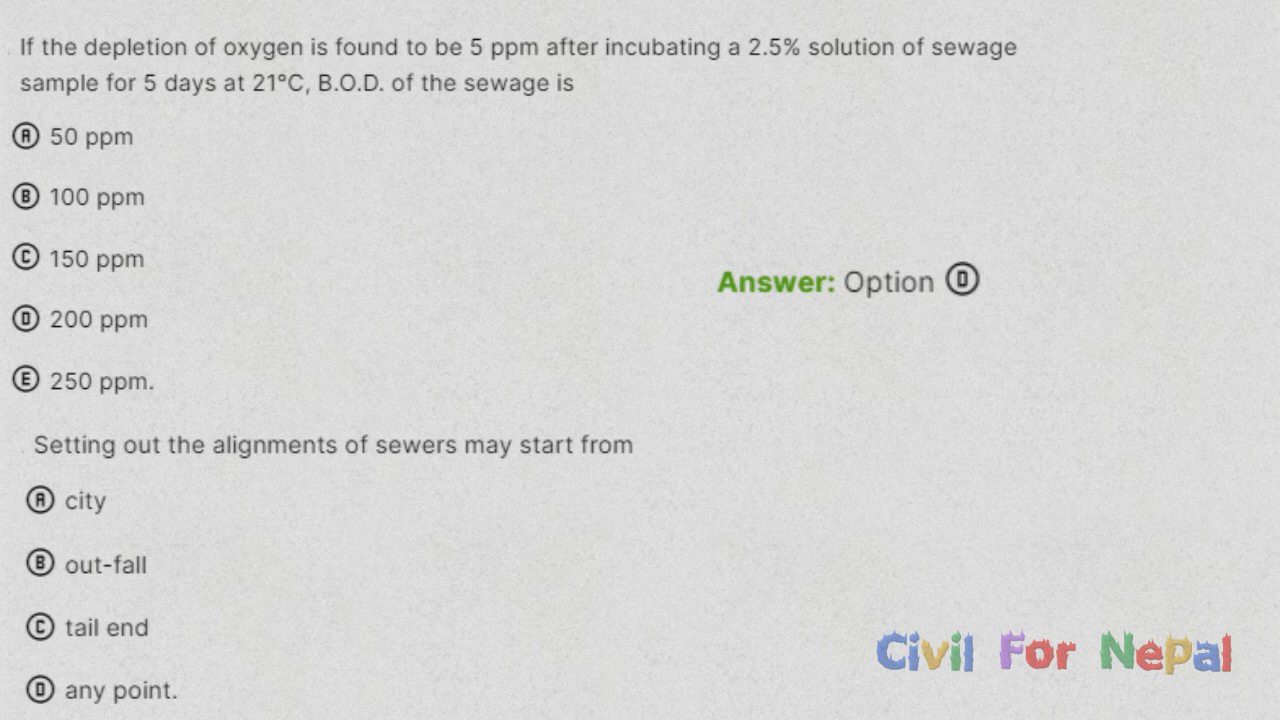 If the depletion of oxygen is found to be 5 ppm after incubating a 2.5% solution of sewage
sample for 5 days at 21°C, B.O.D. of the sewage is
Ⓐ 50 ppm
Ⓑ 100 ppm
Ⓒ 150 ppm
Ⓓ 200 ppm
Ⓔ 250 ppm.
Answer: Option Ⓓ
Setting out the alignments of sewers may start from
Ⓐ city
Ⓑ out-fall
Ⓒ tail end
Ⓓ any point.
Civil For Nepal